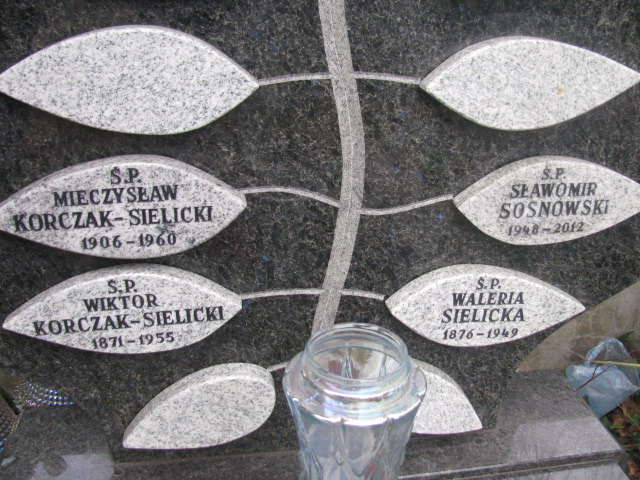 Ś.P.
MIECZYSŁAW
KORCZAK-SIELICKI
1906-1960
Ś.P.
SŁAWOMIR
SOSNOWSKI
1948-2012
Ś.P.
WIKTOR
KORCZAK-SIELICKI
1871-1955
Ś.P.
WALERIA
SIELICKA
1876-1949